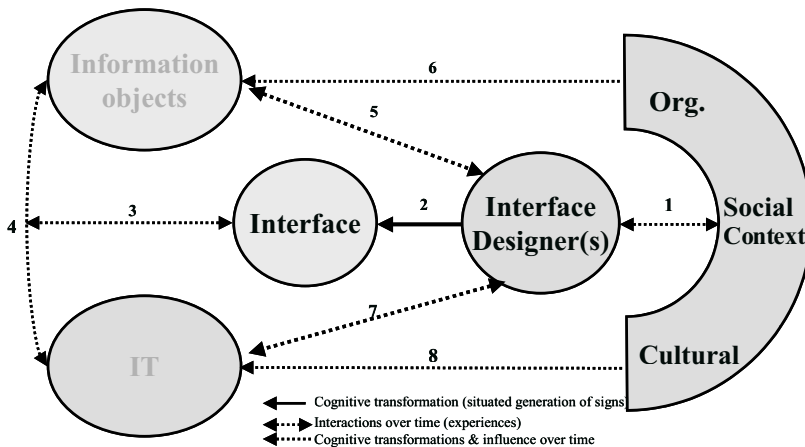 Information
objects
6
Org.
5
4
3
Interface
2
Interface
Designer(s)
1
Social
Context
7
IT
8
Cultural
Cognitive transformation (situated generation of signs)
Interactions over time (experiences)
Cognitive transformations & influence over time